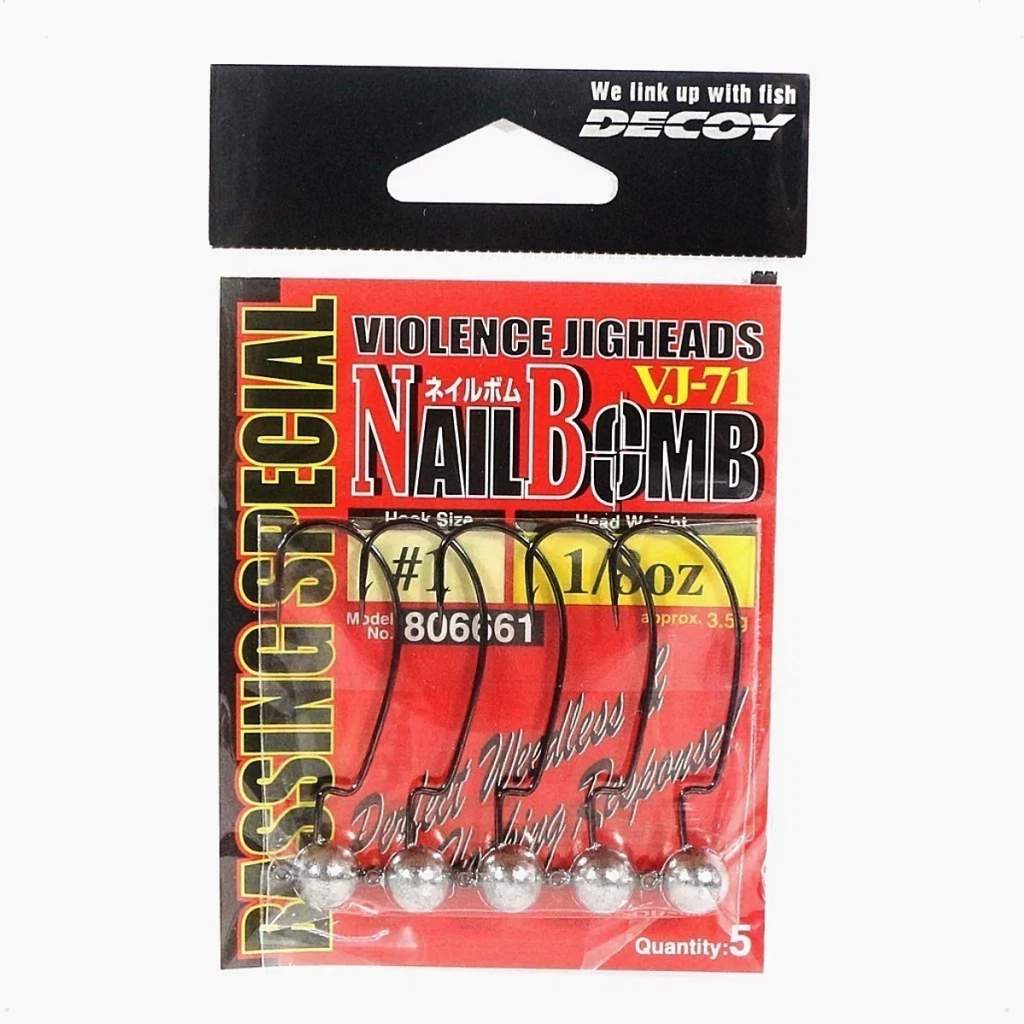 We link up with fish
DECOY
BASSING SPECIAL
VIOLENCE JIGHEADS
ネイルボム
VJ-71
NAIL BOMB
Hook Size
Head Weight
#1
1/8oz
Model No. 806661
approx. 3.5g
Perfect Weedless &
Hooking Response!
Quantity:5